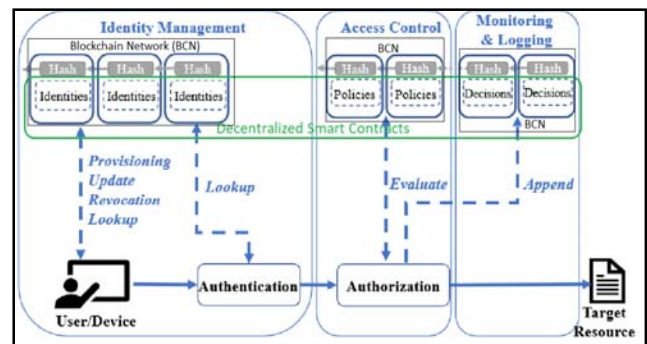 Identity Management
Access Control
Monitoring
& Logging
Blockchain Network (BCN)
BCN
Hash
Hash
Hash
Hash
Hash
Hash
Hash
Identities
Identities
Identities
Policies
Policies
Decisions
Decisions
Decentralized Smart Contracts
BCN
Provisioning
Update
Revocation
Lookup
Lookup
Evaluate
Append
Authentication
Authorization
User/Device
Target
Resource